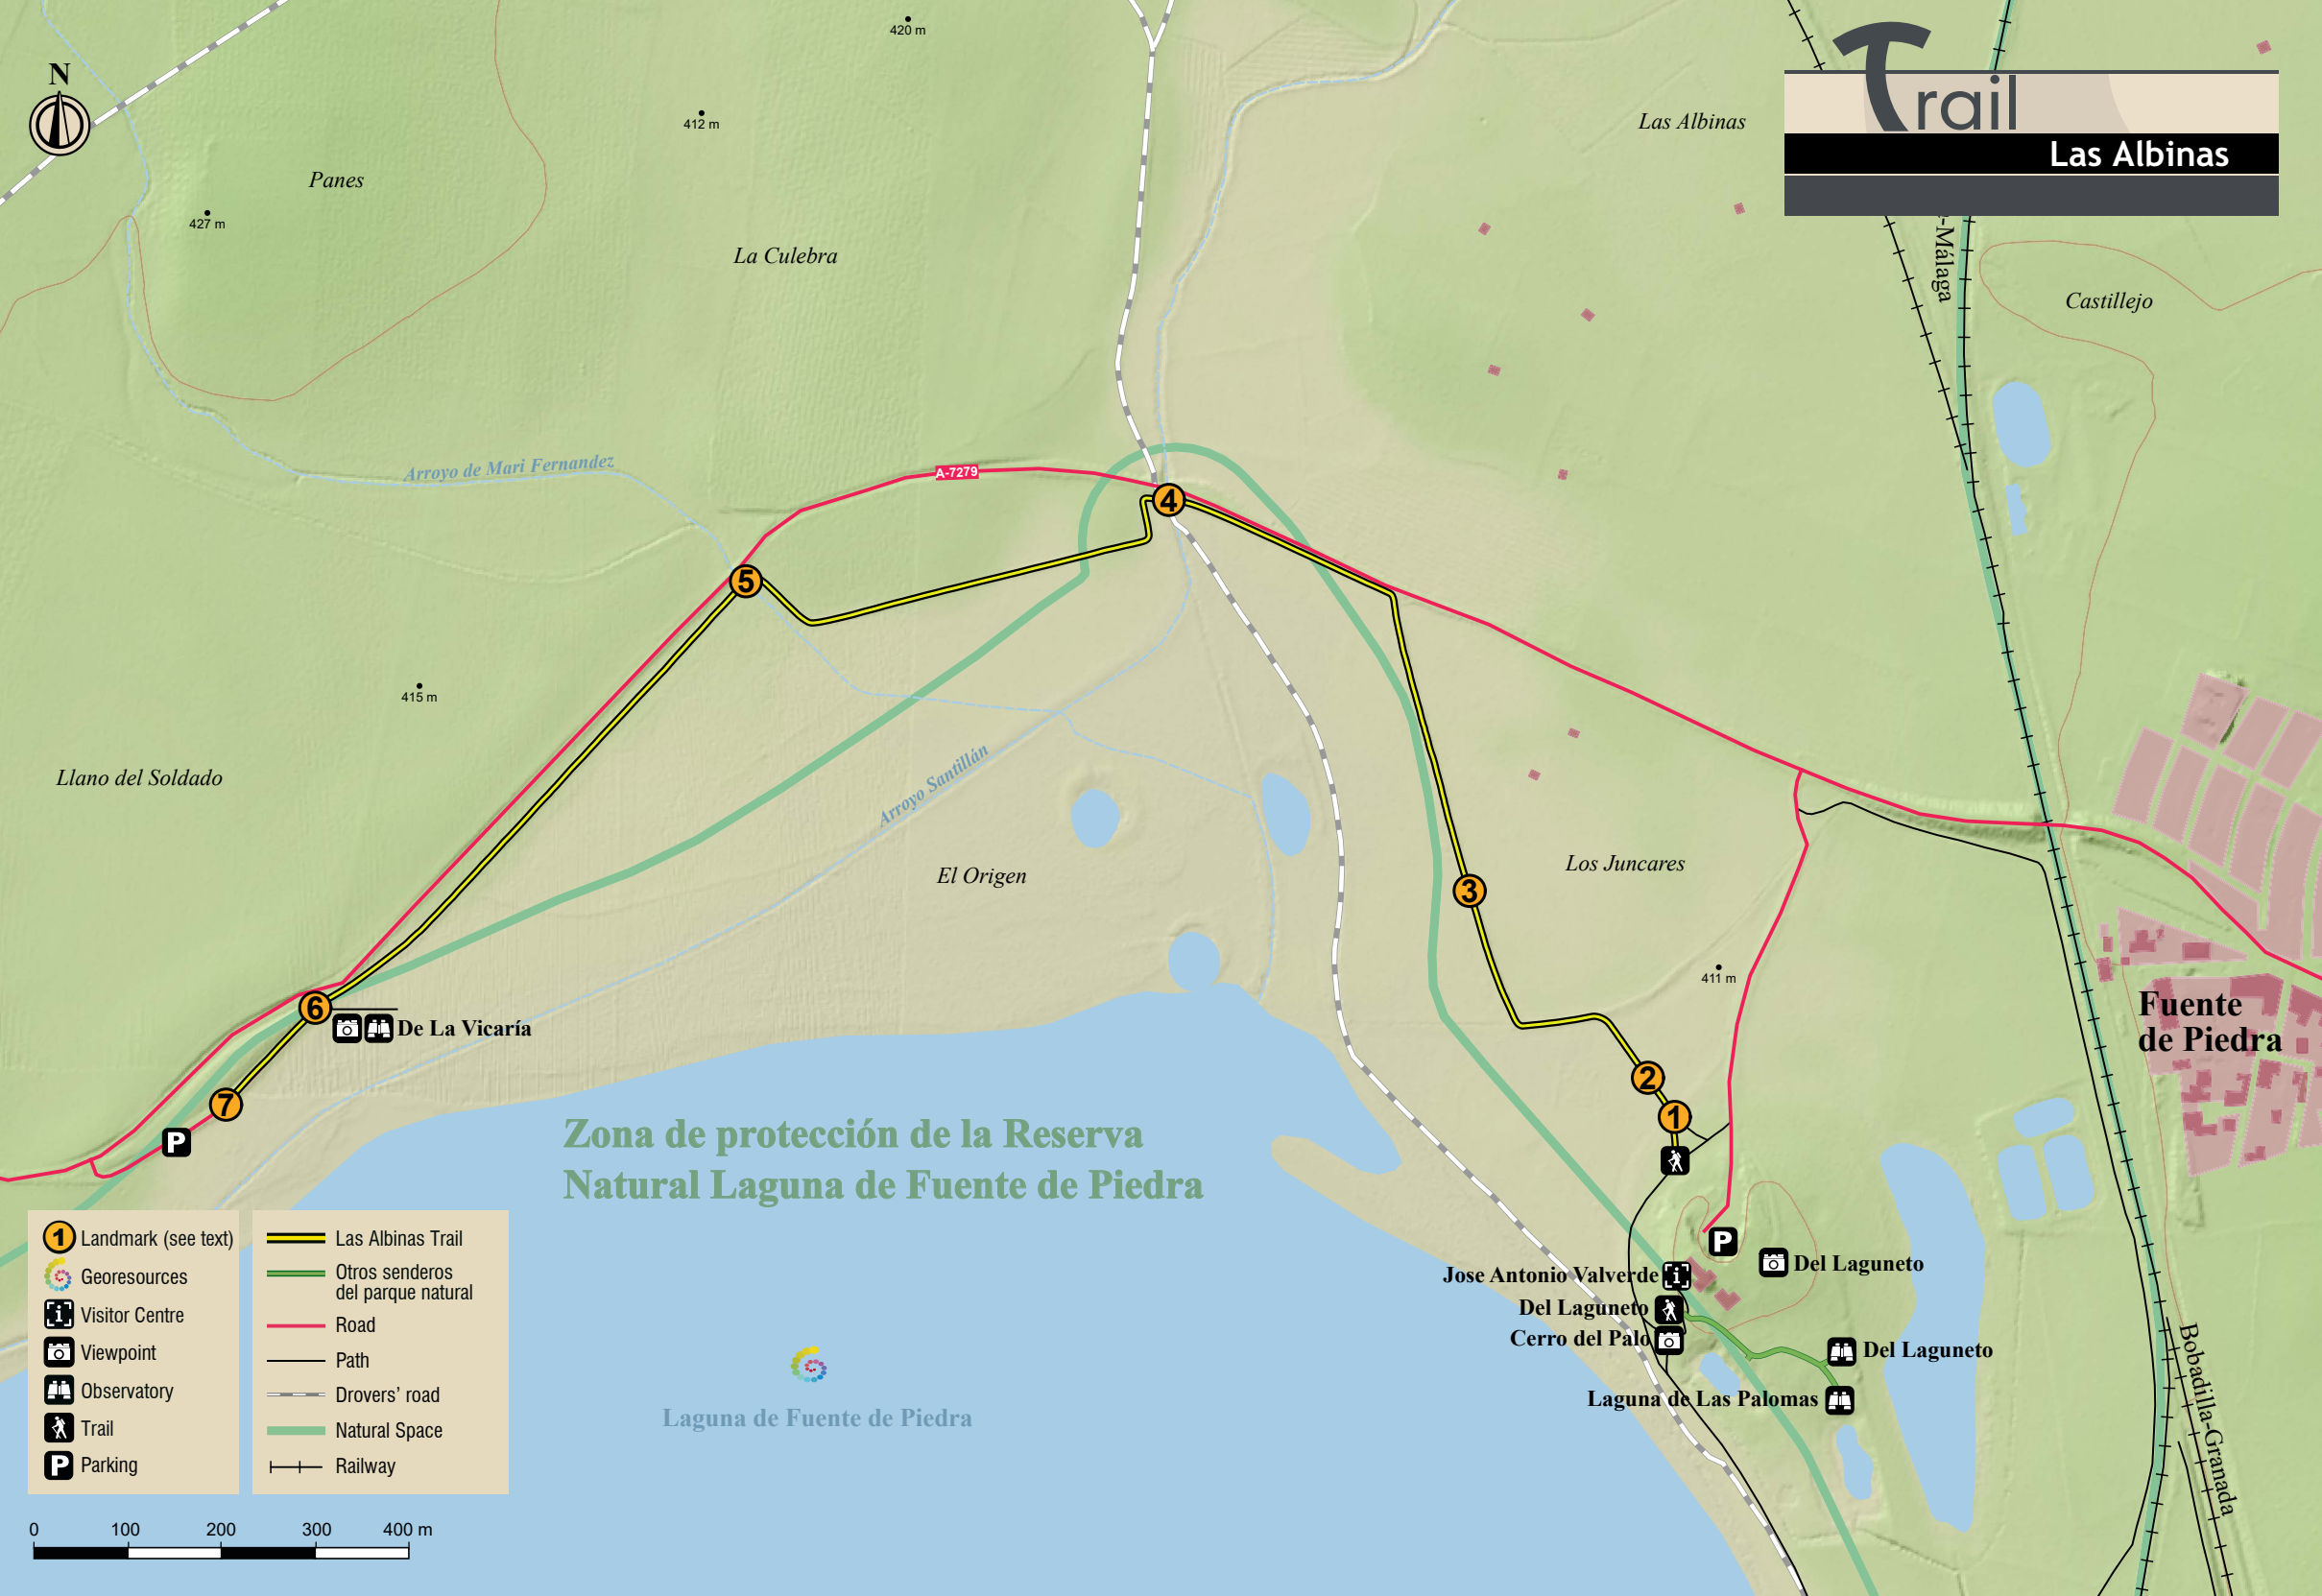 N
420 m
412 m
427 m
Panes
La Culebra
Las Albinas
Trail
Las Albinas
-Málaga
Castillejo
Arroyo de Mari Fernandez
A-7279
4
5
415 m
Llano del Soldado
Arroyo Santillán
El Origen
3
Los Juncares
411 m
Fuente
de Piedra
6
De La Vicaría
7
P
2
1
Zona de protección de la Reserva
Natural Laguna de Fuente de Piedra
P
Jose Antonio Valverde
i
Del Laguneto
Del Laguneto
Cerro del Palo
Del Laguneto
Laguna de Las Palomas
Bobadilla-Granada
Laguna de Fuente de Piedra
1 Landmark (see text)
Georesources
i Visitor Centre
Viewpoint
Observatory
Trail
P Parking
Las Albinas Trail
Otros senderos
del parque natural
Road
Path
Drovers' road
Natural Space
Railway
0 100 200 300 400 m